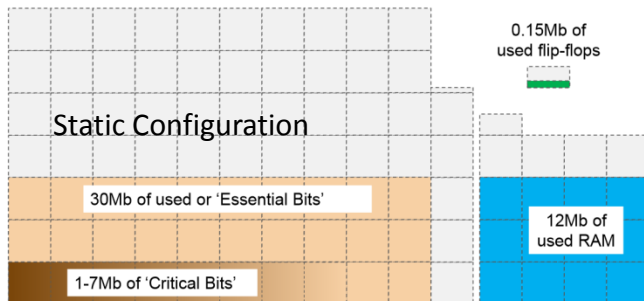 0.15Mb of
used flip-flops
Static Configuration
30Mb of used or ‘Essential Bits’
12Mb of
used RAM
1-7Mb of ‘Critical Bits’